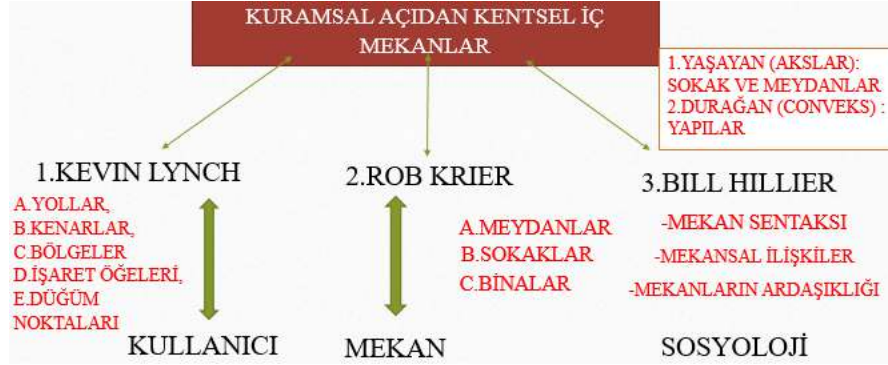 KURAMSAL AÇIDAN KENTSEL İÇ
MEKANLAR
1.YAŞAYAN (AKSLAR):
SOKAK VE MEYDANLAR
2.DURAĞAN (CONVEKS) :
YAPILAR
1.KEVIN LYNCH
A.YOLLAR,
B.KENARLAR,
C.BÖLGELER
D.İŞARET ÖĞELERİ,
E.DÜĞÜM
NOKTALARI
KULLANICI
2.ROB KRIER
A.MEYDANLAR
B.SOKAKLAR
C.BİNALAR
MEKAN
3.BILL HILLIER
-MEKAN SENTAKSI
-MEKANSAL İLİŞKİLER
-MEKANLARIN ARDAŞIKLIĞI
SOSYOLOJİ